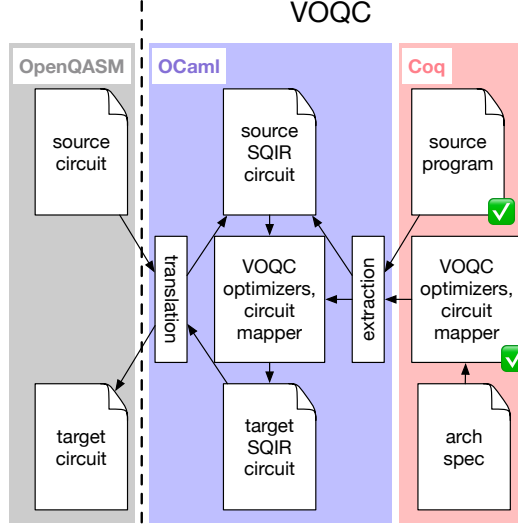 VOQC
OpenQASM
OCaml
Coq
source
circuit
source
SQIR
circuit
source
program
translation
VOQC
optimizers,
circuit
mapper
extraction
VOQC
optimizers,
circuit
mapper
target
circuit
target
SQIR
circuit
arch
spec